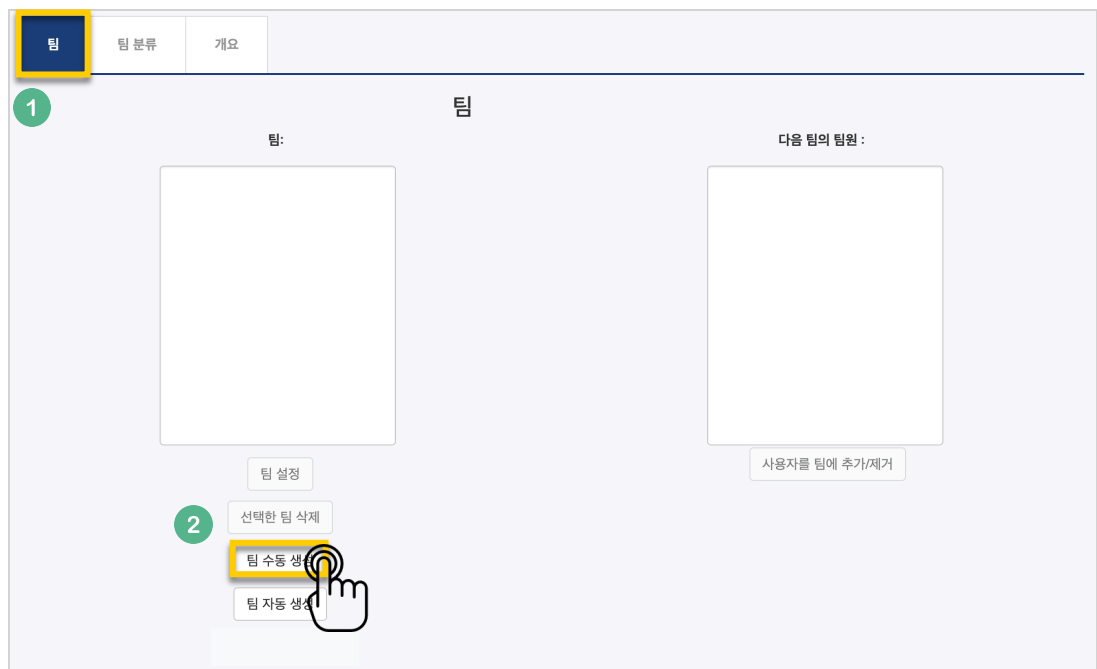 팀
팀 분류
개요
1
팀
팀:
다음 팀의 팀원 :
팀 설정
사용자를 팀에 추가/제거
선택한 팀 삭제
2
팀 수동 생성
팀 자동 생성